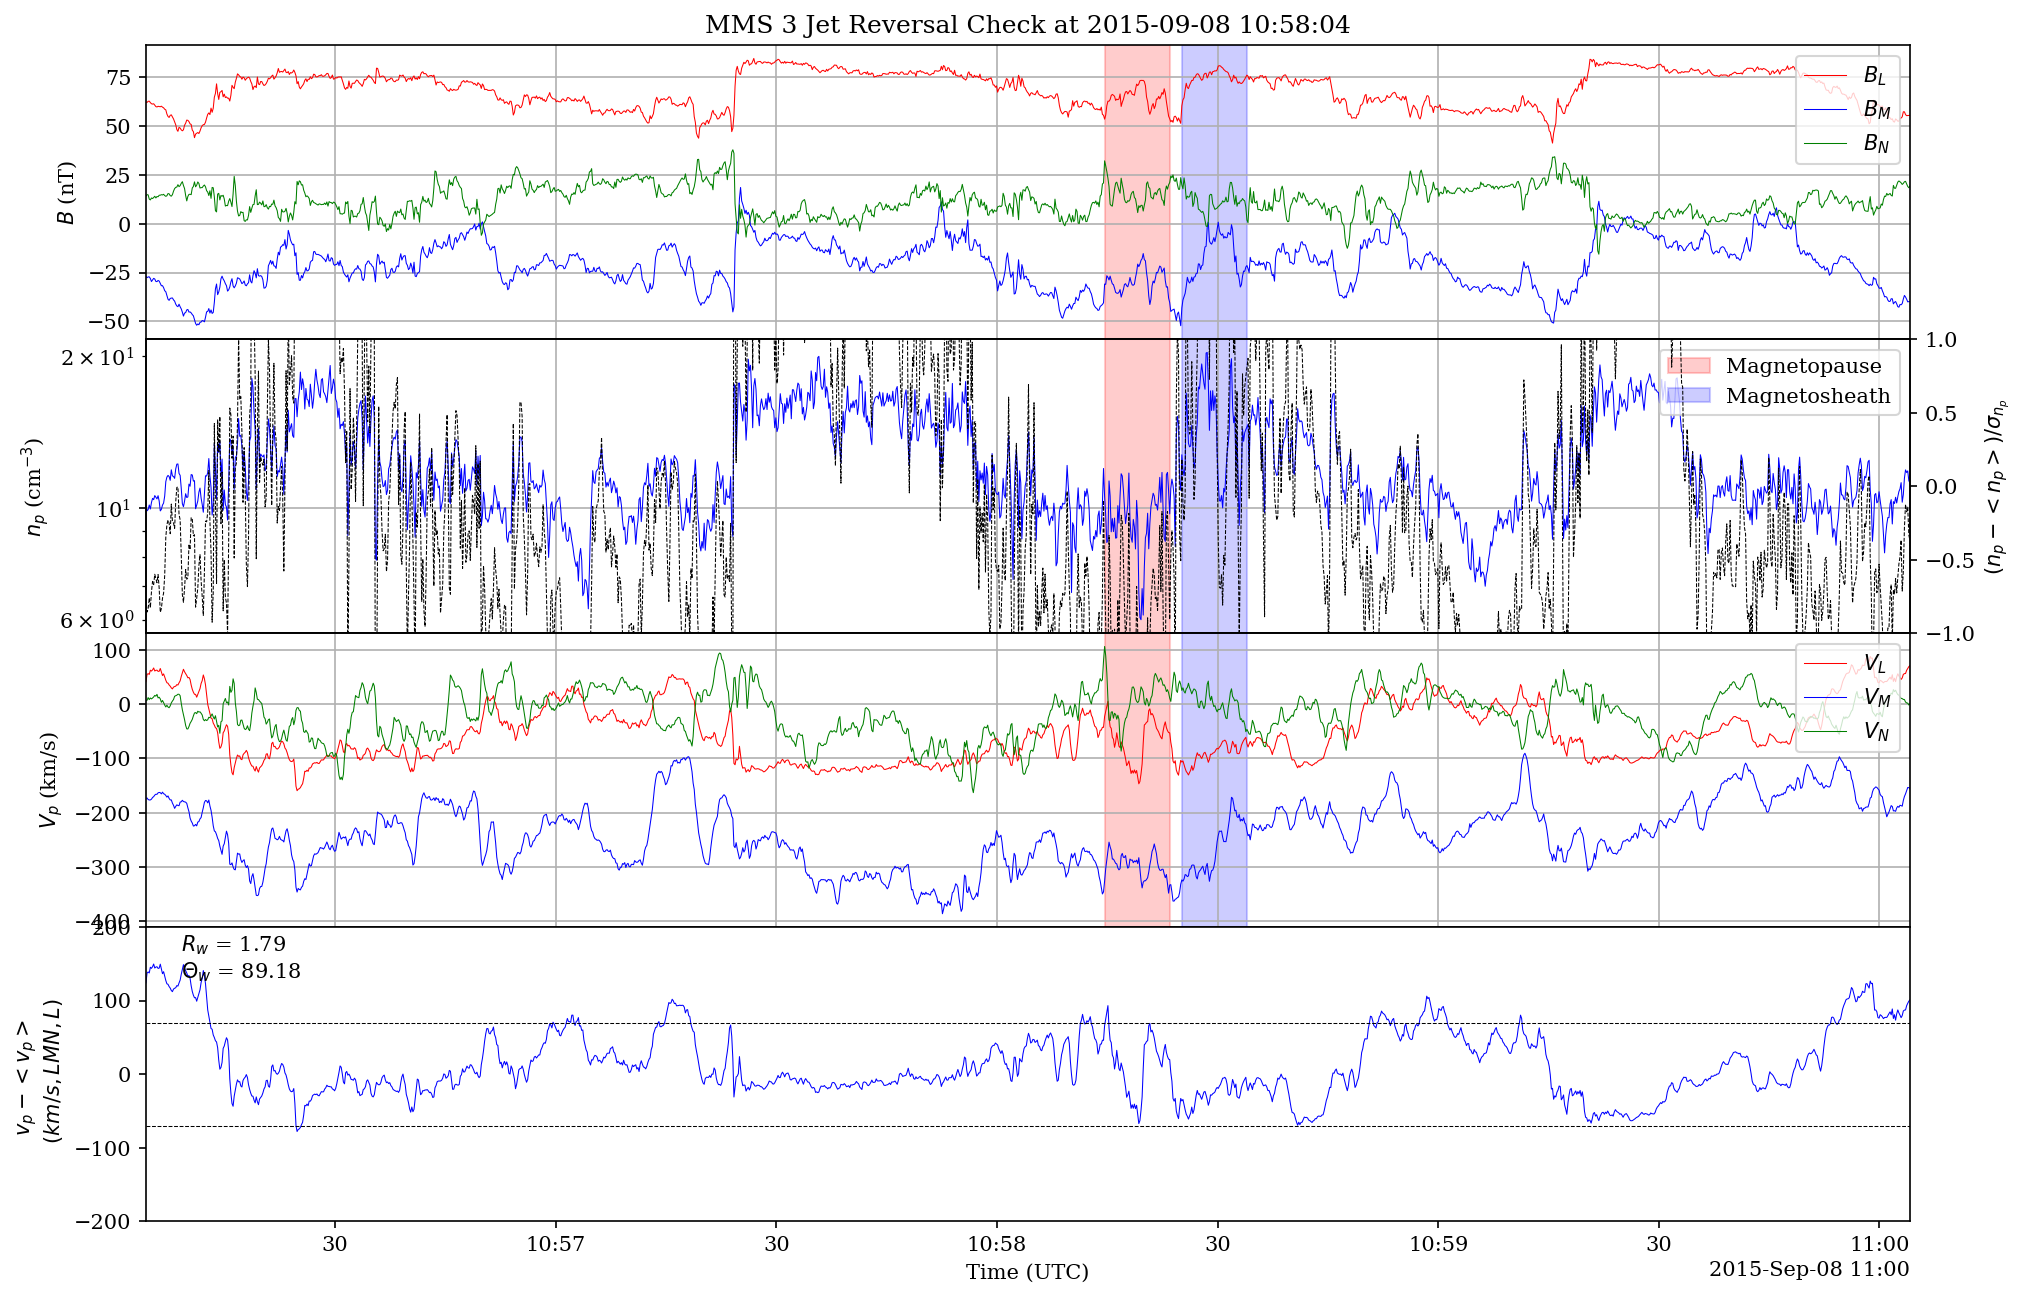 MMS 3 Jet Reversal Check at 2015-09-08 10:58:04
75
50
25
0
−25
−50
B (nT)
B_L
B_M
B_N
2 × 10^1
10^1
6 × 10^0
n_p (cm^{−3})
Magnetopause
Magnetosheath
1.0
0.5
0.0
−0.5
−1.0
(n_p − < n_p >)/σ_{n_p}
100
0
−100
−200
−300
−400
V_p (km/s)
V_L
V_M
V_N
200
100
0
−100
−200
v_p − < v_p >
(km/s, LMN, L)
R_w = 1.79
Θ_w = 89.18
30
10:57
30
10:58
30
10:59
30
11:00
Time (UTC)
2015-Sep-08 11:00